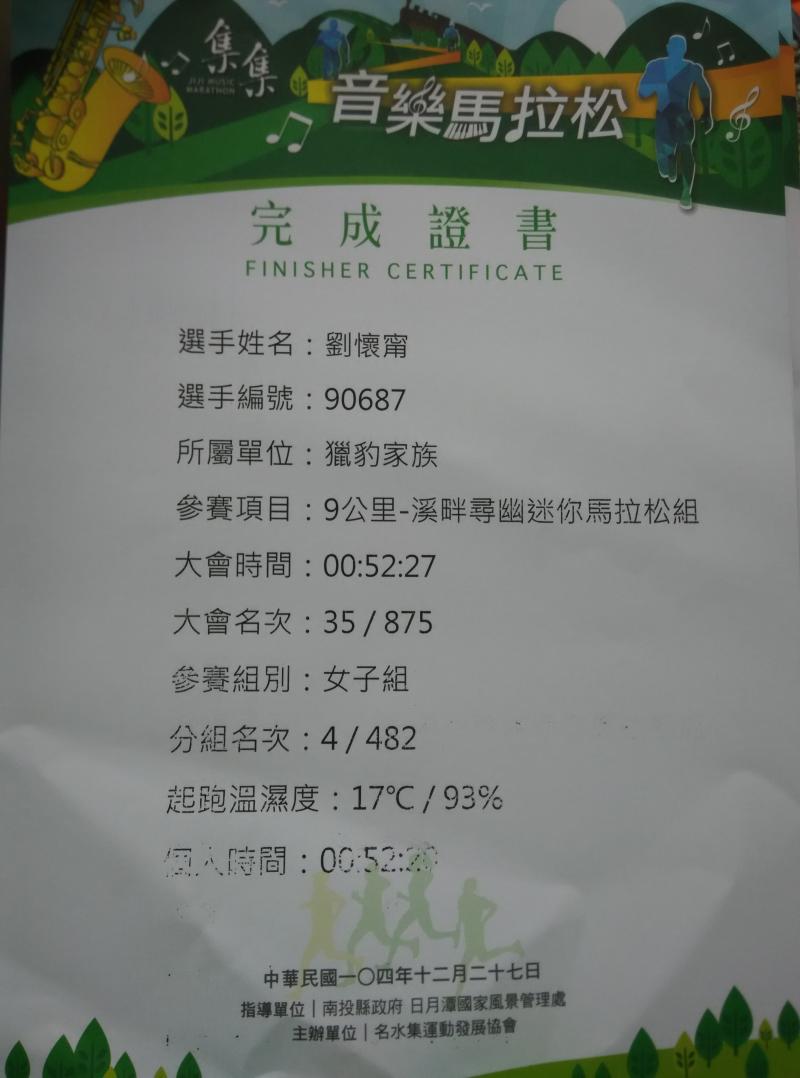 集集
JIJI MUSIC
MARATHON
音樂馬拉松
完成證書
FINISHER CERTIFICATE
選手姓名：劉懷甯
選手編號：90687
所屬單位：獵豹家族
參賽項目：9公里-溪畔尋幽迷你馬拉松組
大會時間：00:52:27
大會名次：35 / 875
參賽組別：女子組
分組名次：4 / 482
起跑溫濕度：17℃ / 93%
個人時間：00:52:
中華民國一〇四年十二月二十七日
指導單位｜南投縣政府 日月潭國家風景管理處
主辦單位｜名水集運動發展協會